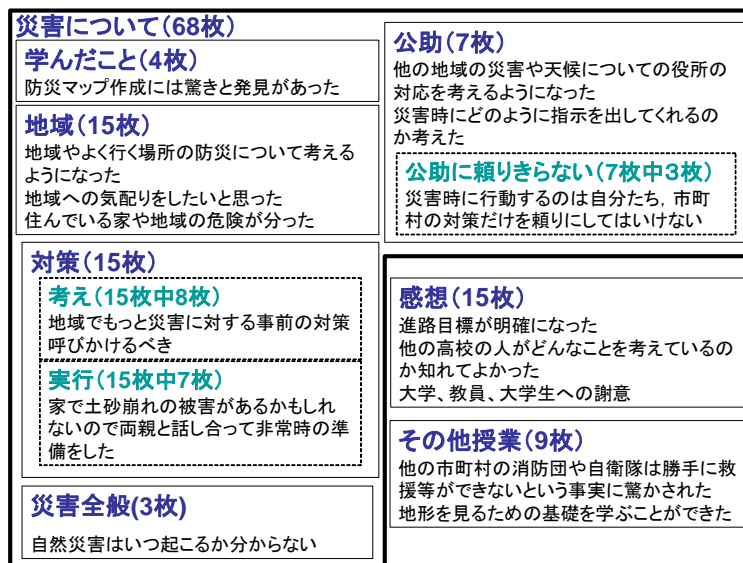 災害について(68枚)
学んだこと(4枚)
防災マップ作成には驚きと発見があった
地域(15枚)
地域やよく行く場所の防災について考える
ようになった
地域への気配りをしたいと思った
住んでいる家や地域の危険が分った
対策(15枚)
考え(15枚中8枚)
地域でもっと災害に対する事前の対策
呼びかけるべき
実行(15枚中7枚)
家で土砂崩れの被害があるかもしれ
ないので両親と話し合って非常時の準
備をした
災害全般(3枚)
自然災害はいつ起こるか分からない
公助(7枚)
他の地域の災害や天候についての役所の
対応を考えるようになった
災害時にどのように指示を出してくれるの
か考えた
公助に頼りきらない(7枚中3枚)
災害時に行動するのは自分たち,市町
村の対策だけを頼りにしてはいけない
感想(15枚)
進路目標が明確になった
他の高校の人がどんなことを考えているの
か知れてよかった
大学、教員、大学生への謝意
その他授業(9枚)
他の市町村の消防団や自衛隊は勝手に救
援等ができないという事実に驚かされた
地形を見るための基礎を学ぶことができた